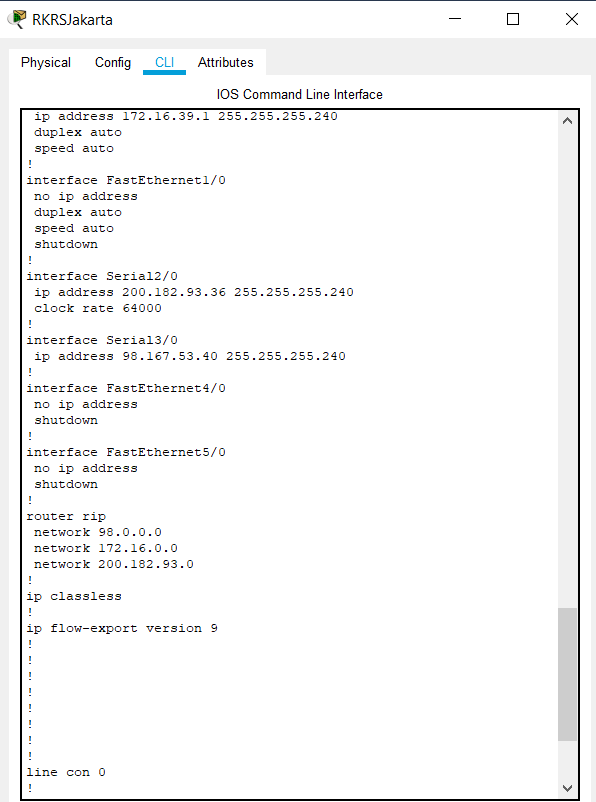 RKRSJakarta
Physical Config CLI Attributes
IOS Command Line Interface
ip address 172.16.39.1 255.255.255.240
duplex auto
speed auto
!
interface FastEthernet1/0
no ip address
duplex auto
speed auto
shutdown
!
interface Serial2/0
ip address 200.182.93.36 255.255.255.240
clock rate 64000
!
interface Serial3/0
ip address 98.167.53.40 255.255.255.240
!
interface FastEthernet4/0
no ip address
shutdown
!
interface FastEthernet5/0
no ip address
shutdown
!
router rip
network 98.0.0.0
network 172.16.0.0
network 200.182.93.0
!
ip classless
!
ip flow-export version 9
!
!
!
!
!
!
!
!
line con 0
!